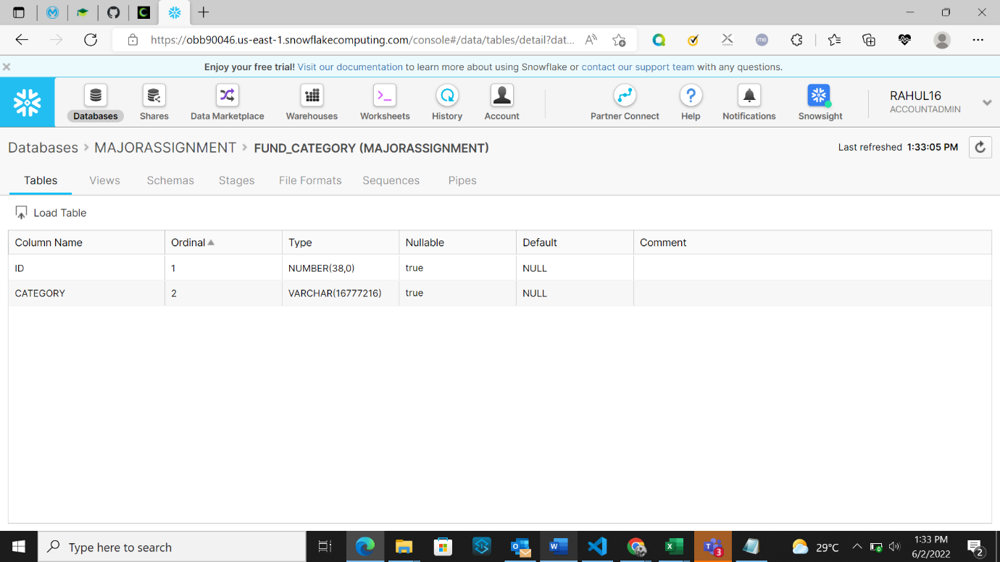 https://obb90046.us-east-1.snowflakecomputing.com/console#/data/tables/detail?dat...
Enjoy your free trial! Visit our documentation to learn more about using Snowflake or contact our support team with any questions.
Databases Shares Data Marketplace Warehouses Worksheets History Account Partner Connect Help Notifications Snowsight
RAHUL16
ACCOUNTADMIN
Databases > MAJORASSIGNMENT > FUND_CATEGORY (MAJORASSIGNMENT)
Last refreshed 1:33:05 PM
Tables Views Schemas Stages File Formats Sequences Pipes
Load Table
Column Name Ordinal Type Nullable Default Comment
ID 1 NUMBER(38,0) true NULL
CATEGORY 2 VARCHAR(16777216) true NULL
Type here to search
3
29°C
1:33 PM
6/2/2022
2